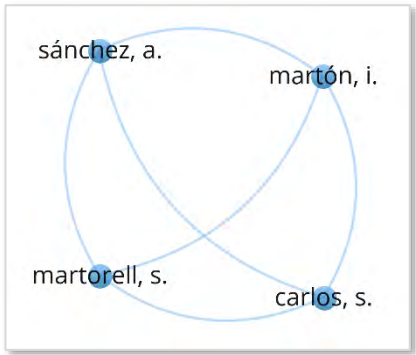 sánchez, a.
martón, i.
martorell, s.
carlos, s.